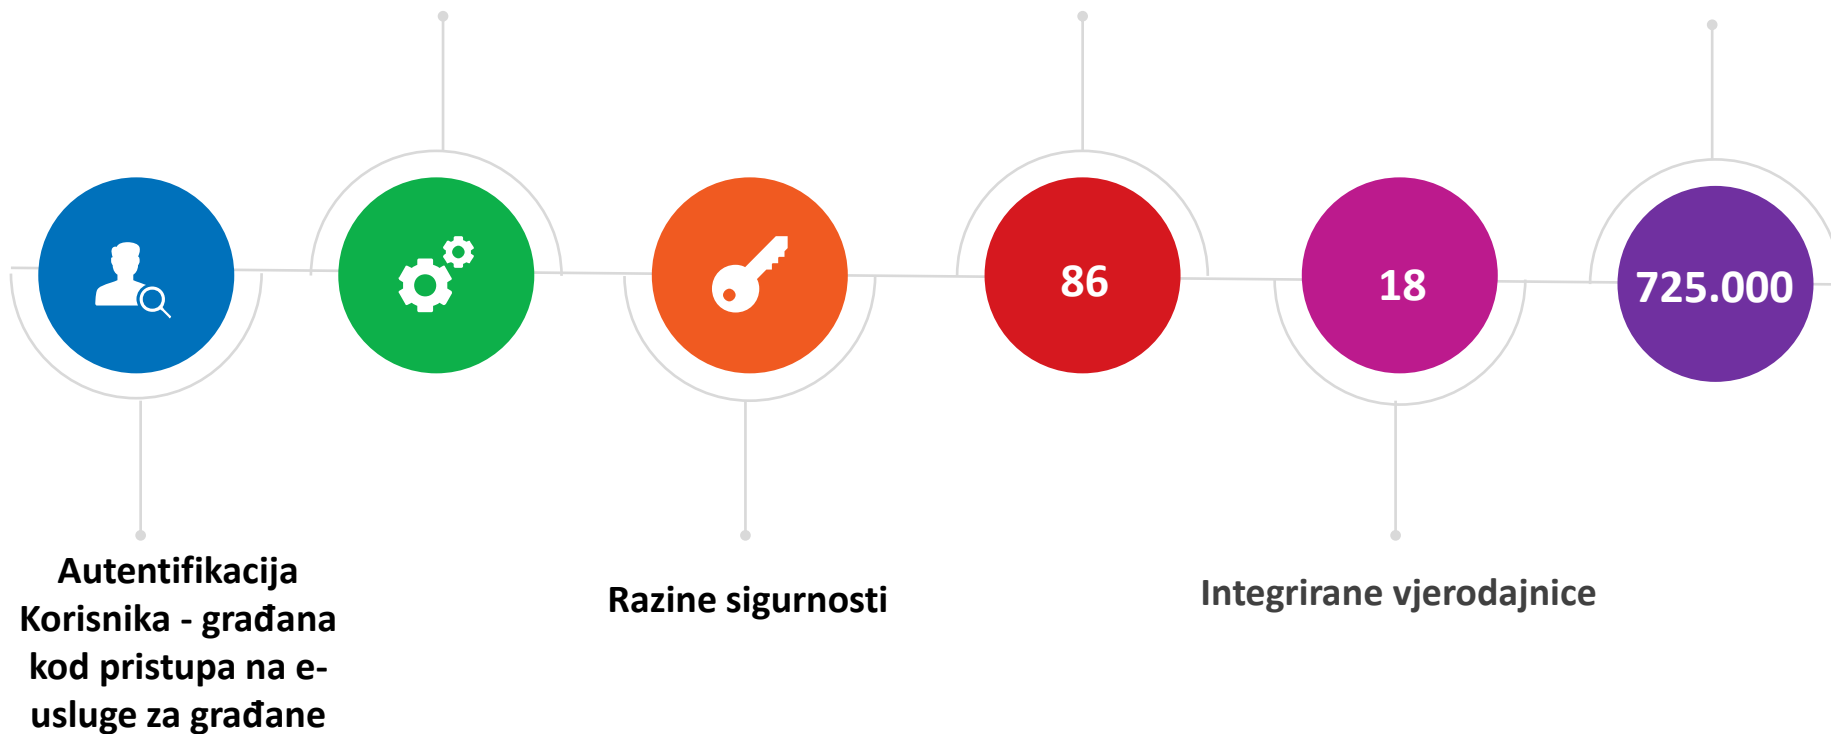 86
18
725.000
Autentifikacija
Korisnika - građana
kod pristupa na e-
usluge za građane
Razine sigurnosti
Integrirane vjerodajnice